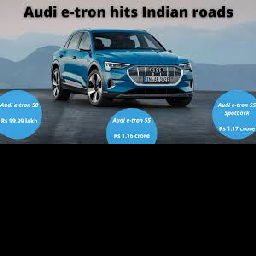 Audi e-tron hits Indian roads
Audi e-tron 50
Rs 99.99 lakh
Audi e-tron 55
Rs 1.16 crore
Audi e-tron 55
Sportback
Rs 1.17 crore